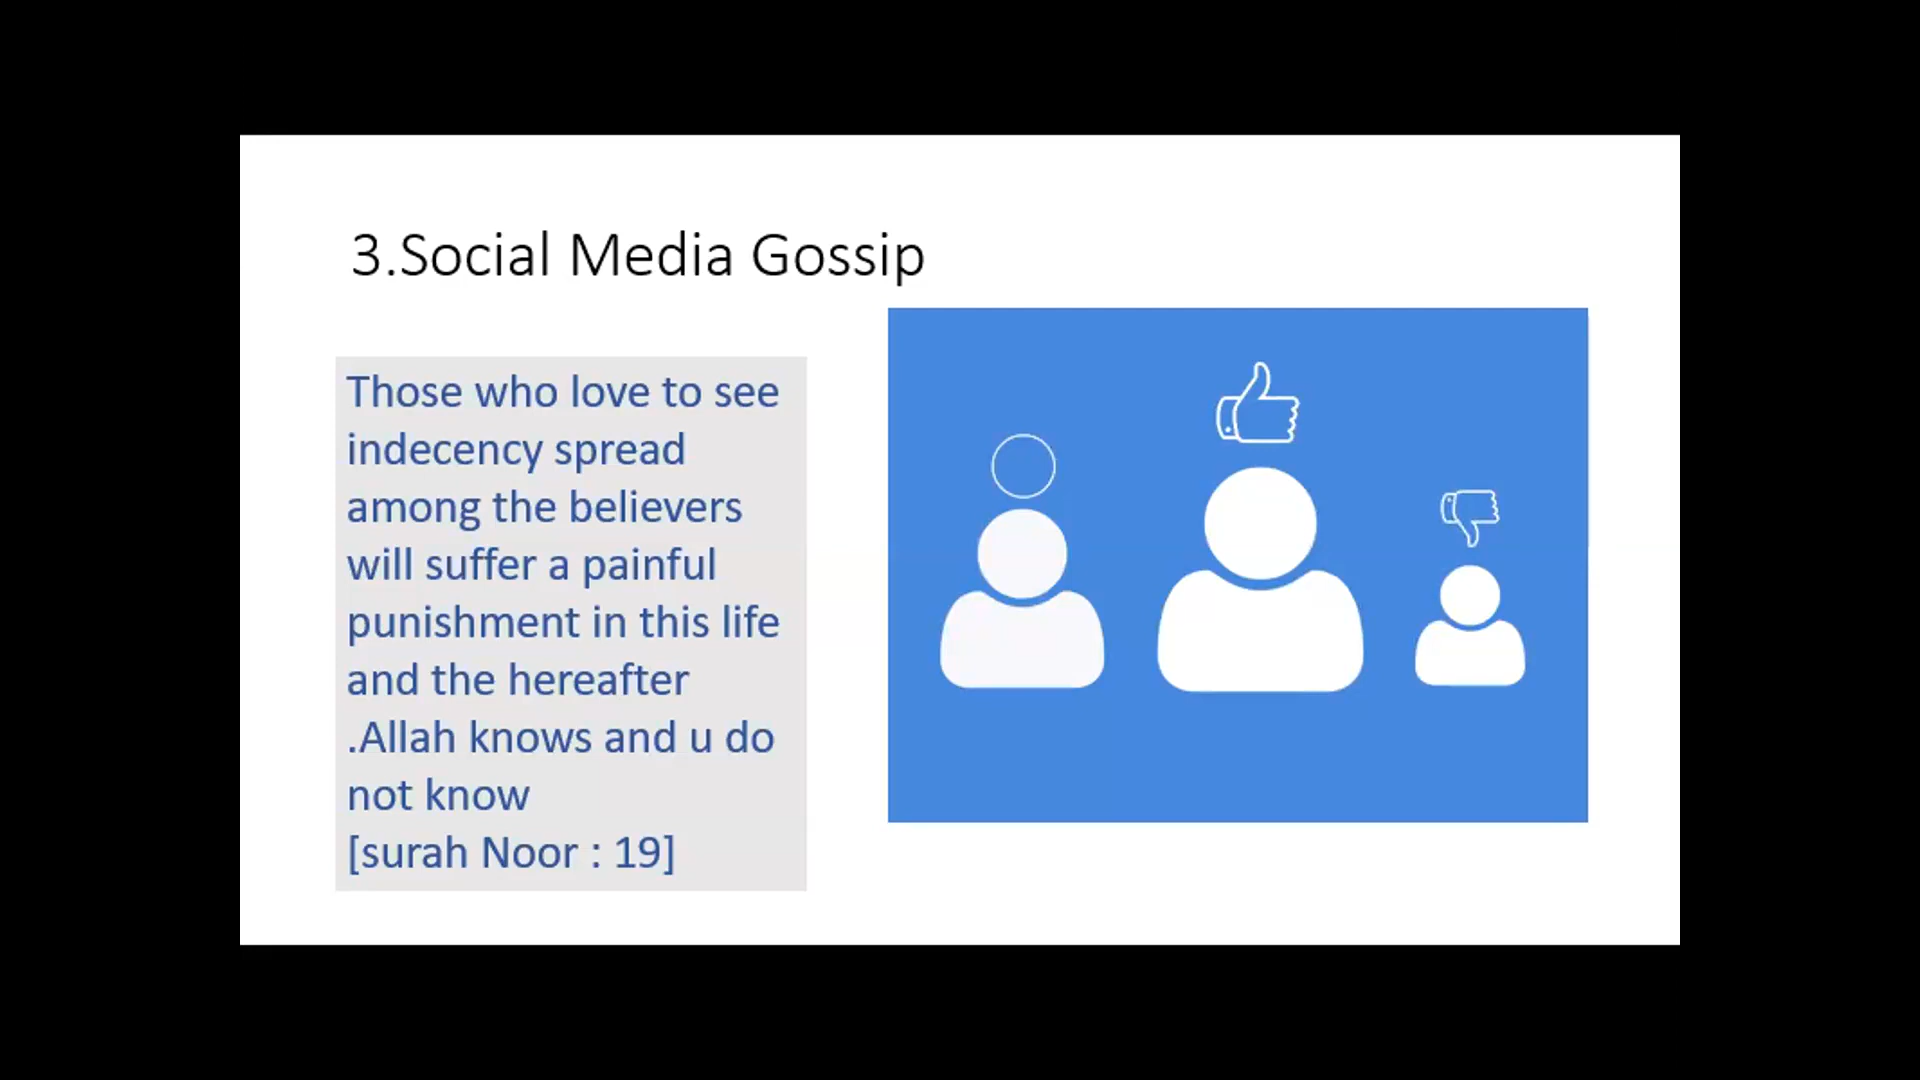 3.Social Media Gossip
Those who love to see
indecency spread
among the believers
will suffer a painful
punishment in this life
and the hereafter
.Allah knows and u do
not know
[surah Noor : 19]